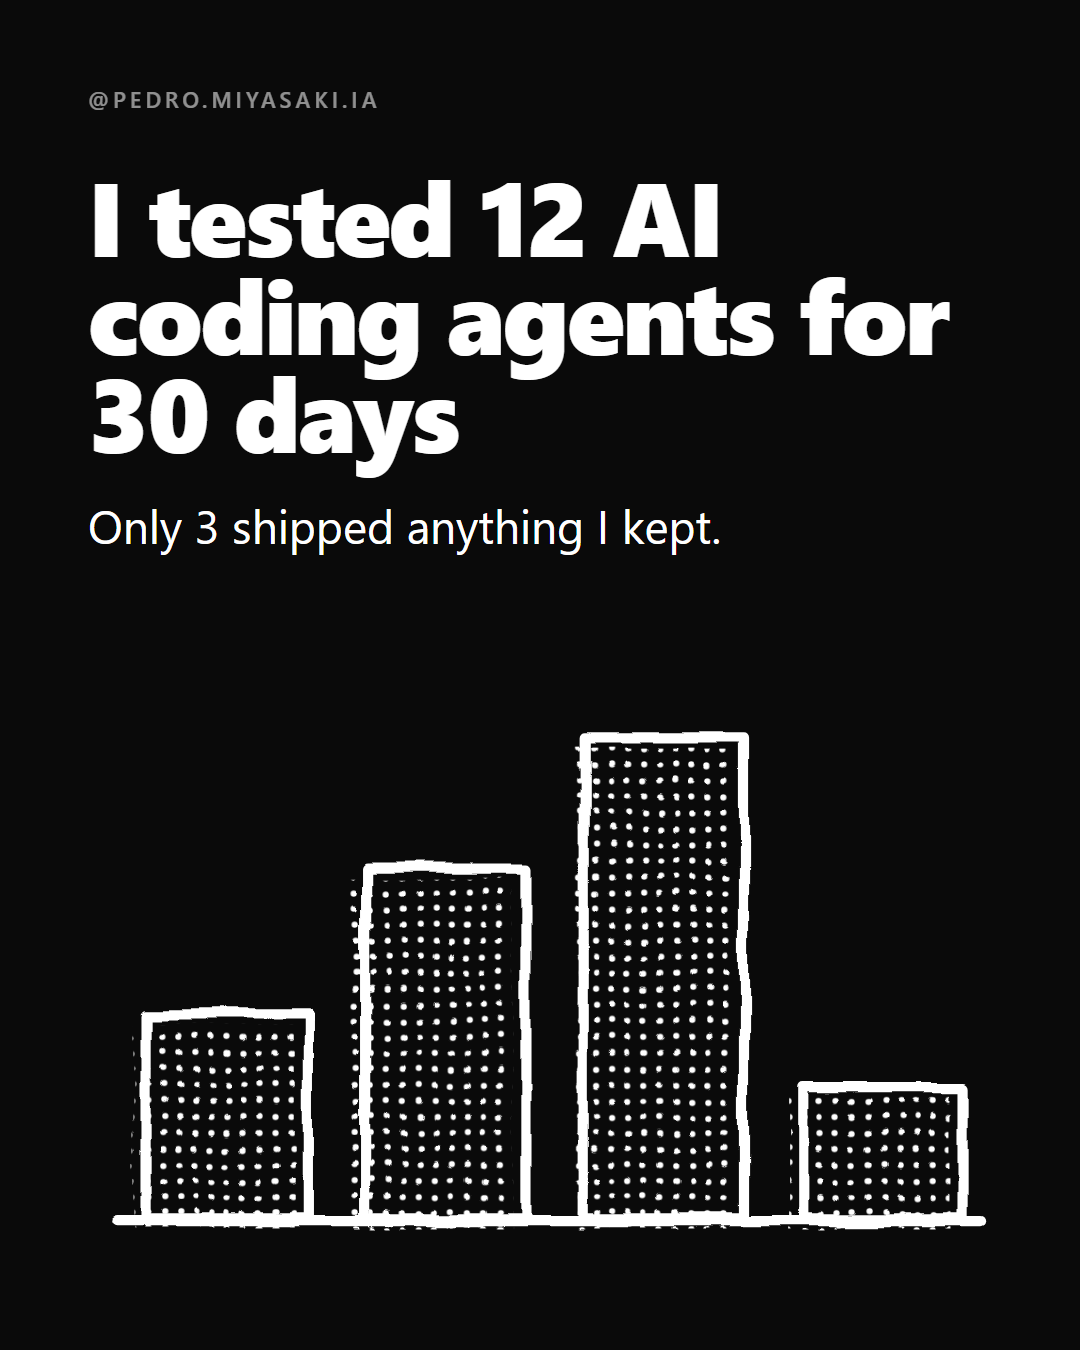 @PEDRO.MIYASAKI.IA
I tested 12 AI
coding agents for
30 days
Only 3 shipped anything I kept.